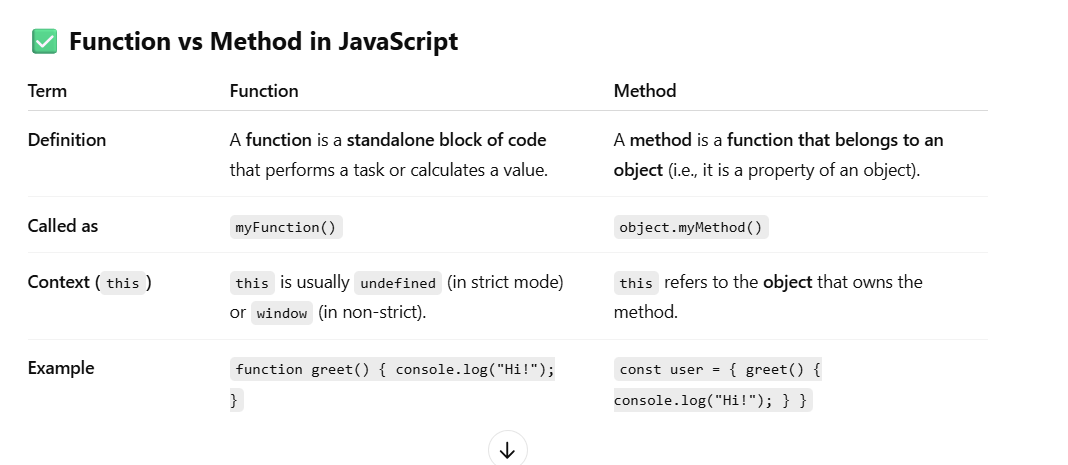 ✅ Function vs Method in JavaScript
Term Function Method
Definition A function is a standalone block of code A method is a function that belongs to an
that performs a task or calculates a value. object (i.e., it is a property of an object).
Called as myFunction() object.myMethod()
Context ( this ) this is usually undefined (in strict mode) this refers to the object that owns the
or window (in non-strict). method.
Example function greet() { console.log("Hi!"); const user = { greet() {
} console.log("Hi!"); } }